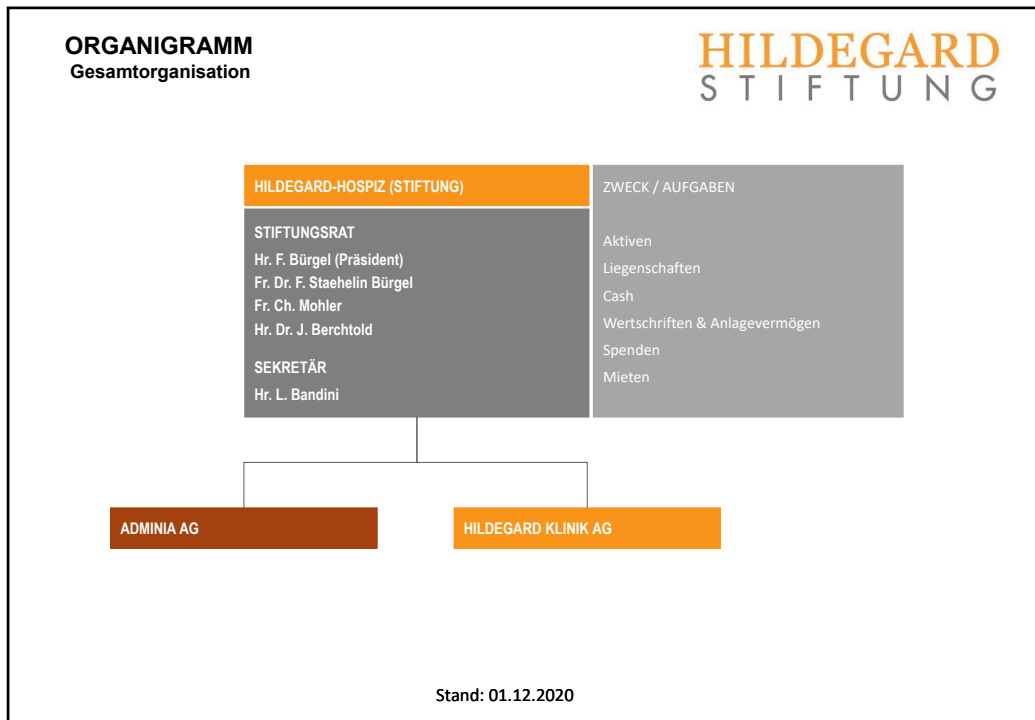 ORGANIGRAMM
Gesamtorganisation
HILDEGARD
STIFTUNG
HILDEGARD-HOSPIZ (STIFTUNG)
STIFTUNGSRAT
Hr. F. Bürgel (Präsident)
Fr. Dr. F. Staehelin Bürgel
Fr. Ch. Mohler
Hr. Dr. J. Berchtold
SEKRETÄR
Hr. L. Bandini
ZWECK / AUFGABEN
Aktiven
Liegenschaften
Cash
Wertschriften & Anlagevermögen
Spenden
Mieten
ADMINIA AG
HILDEGARD KLINIK AG
Stand: 01.12.2020